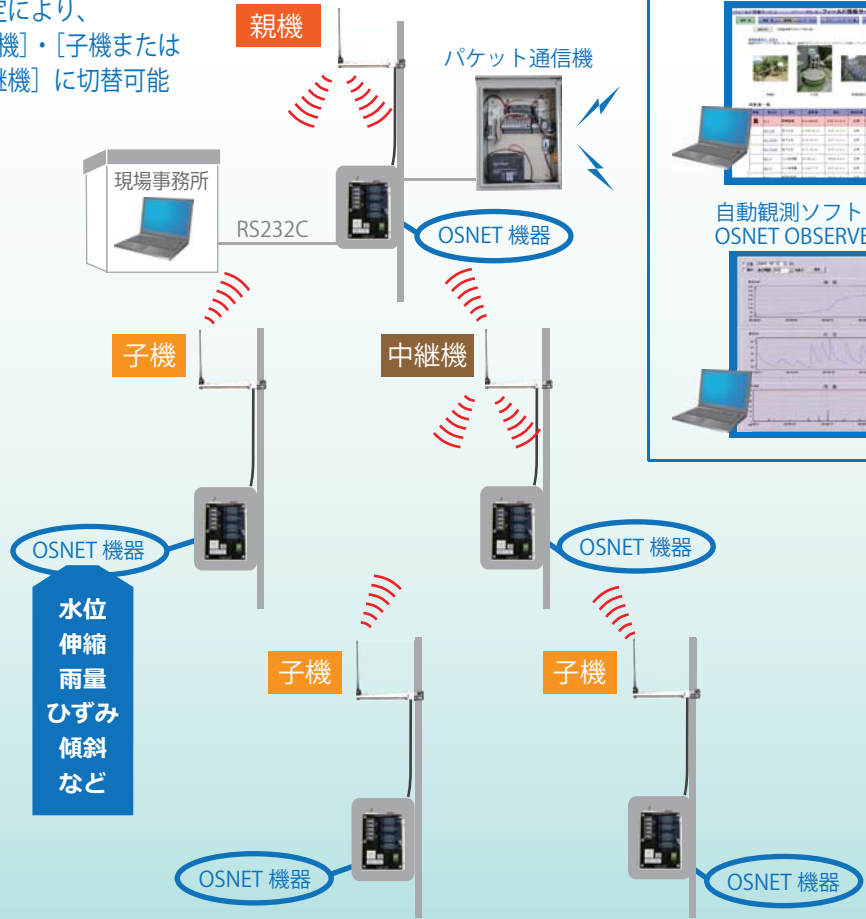 定により、
機］・［子機または
継機］に切替可能
親機
パケット通信機
現場事務所
RS232C
OSNET 機器
子機
中継機
OSNET 機器
OSNET 機器
水位
伸縮
雨量
ひずみ
傾斜
など
子機
子機
OSNET 機器
OSNET 機器
自動観測ソフト
OSNET OBSERVE